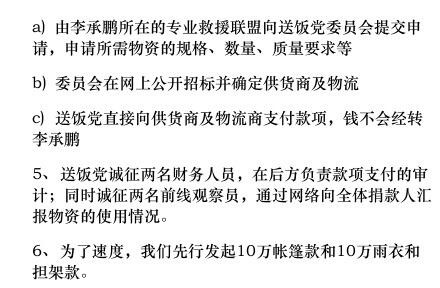 a)  由李承鹏所在的专业救援联盟向送饭党委员会提交申
请，申请所需物资的规格、数量、质量要求等
b)  委员会在网上公开招标并确定供货商及物流
c)  送饭党直接向供货商及物流商支付款项，钱不会经转
李承鹏
5、送饭党诚征两名财务人员，在后方负责款项支付的审
计；同时诚征两名前线观察员，通过网络向全体捐款人汇
报物资的使用情况。
6、为了速度，我们先行发起10万帐篷款和10万雨衣和
担架款。